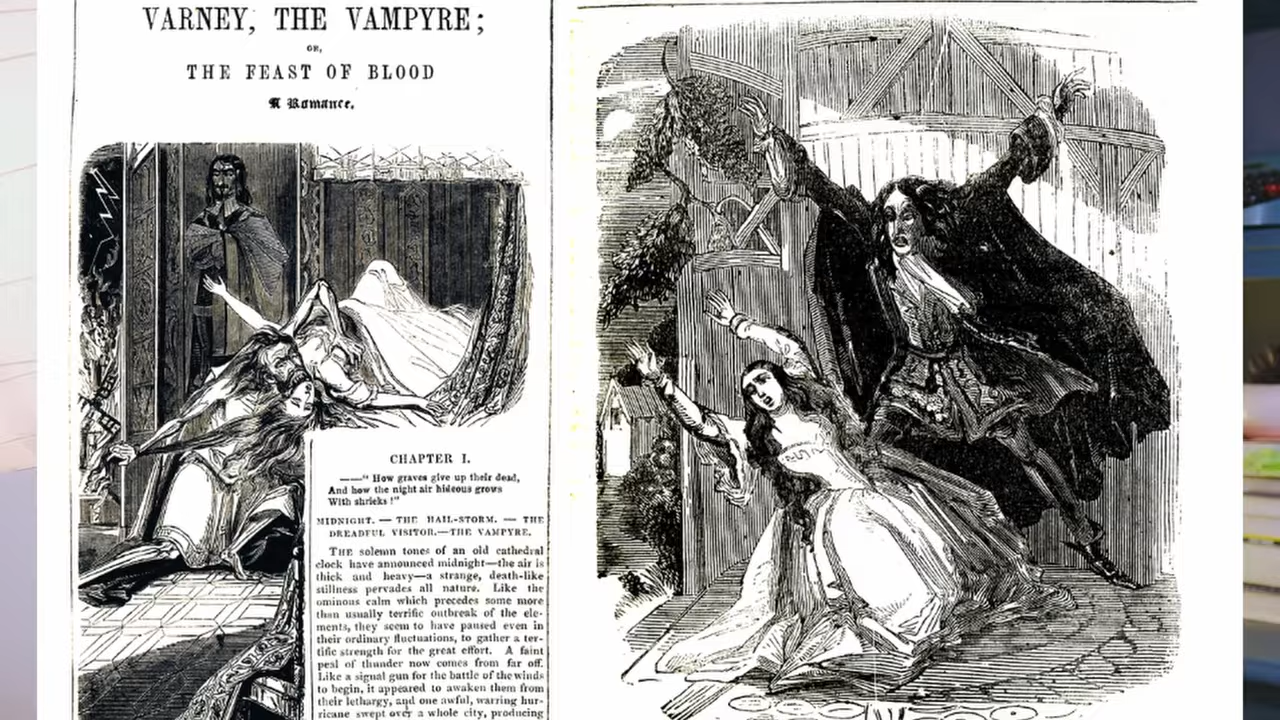 VARNEY, THE VAMPYRE;
OR,
THE FEAST OF BLOOD
A Romance.
CHAPTER I.
——"How graves give up their dead,
And how the night air hideous grows
With shrieks!"
MIDNIGHT. — THE HAIL-STORM. — THE
DREADFUL VISITOR.—THE VAMPYRE.
THE solemn tones of an old cathedral
clock have announced midnight—the air is
thick and heavy—a strange, death-like
stillness pervades all nature. Like the
ominous calm which precedes some more
than usually terrific outbreak of the ele-
ments, they seem to have paused even in
their ordinary fluctuations, to gather a ter-
rific strength for the great effort. A faint
peal of thunder now comes from far off.
Like a signal gun for the battle of the winds
to begin, it appeared to awaken them from
their lethargy, and one awful, warring hur-
ricane swept over a whole city, producing